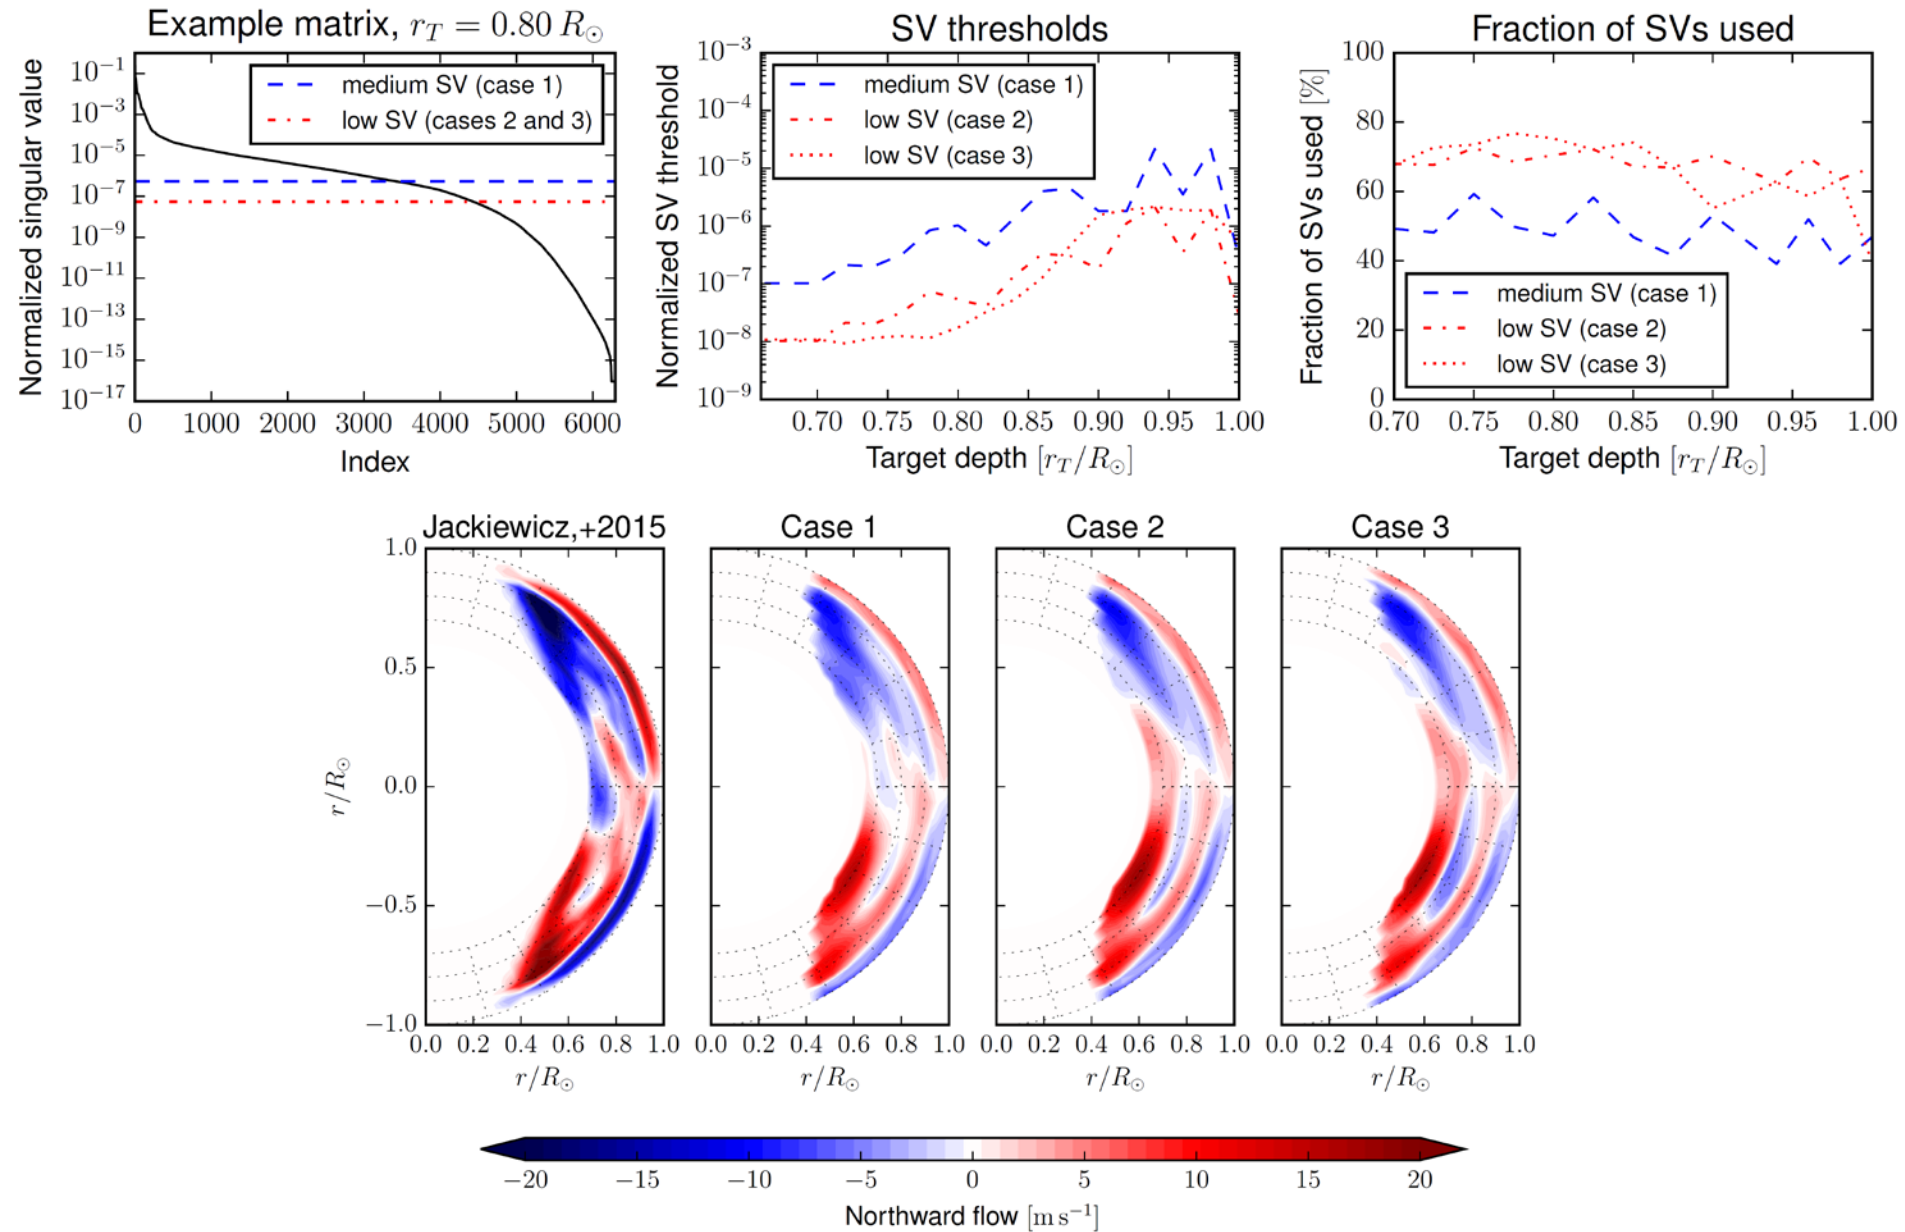 Example matrix, r_T = 0.80 R_⊙
Normalized singular value
10^−1
10^−3
10^−5
10^−7
10^−9
10^−11
10^−13
10^−15
10^−17
medium SV (case 1)
low SV (cases 2 and 3)
0 1000 2000 3000 4000 5000 6000
Index
SV thresholds
Normalized SV threshold
10^−3
10^−4
10^−5
10^−6
10^−7
10^−8
10^−9
medium SV (case 1)
low SV (case 2)
low SV (case 3)
0.70 0.75 0.80 0.85 0.90 0.95 1.00
Target depth [r_T/R_⊙]
Fraction of SVs used
Fraction of SVs used [%]
100
80
60
40
20
0
medium SV (case 1)
low SV (case 2)
low SV (case 3)
0.70 0.75 0.80 0.85 0.90 0.95 1.00
Target depth [r_T/R_⊙]
Jackiewicz,+2015
Case 1
Case 2
Case 3
r/R_⊙
1.0
0.5
0.0
−0.5
−1.0
0.0 0.2 0.4 0.6 0.8 1.0
0.0 0.2 0.4 0.6 0.8 1.0
0.0 0.2 0.4 0.6 0.8 1.0
0.0 0.2 0.4 0.6 0.8 1.0
r/R_⊙
r/R_⊙
r/R_⊙
r/R_⊙
−20 −15 −10 −5 0 5 10 15 20
Northward flow [m s^−1]